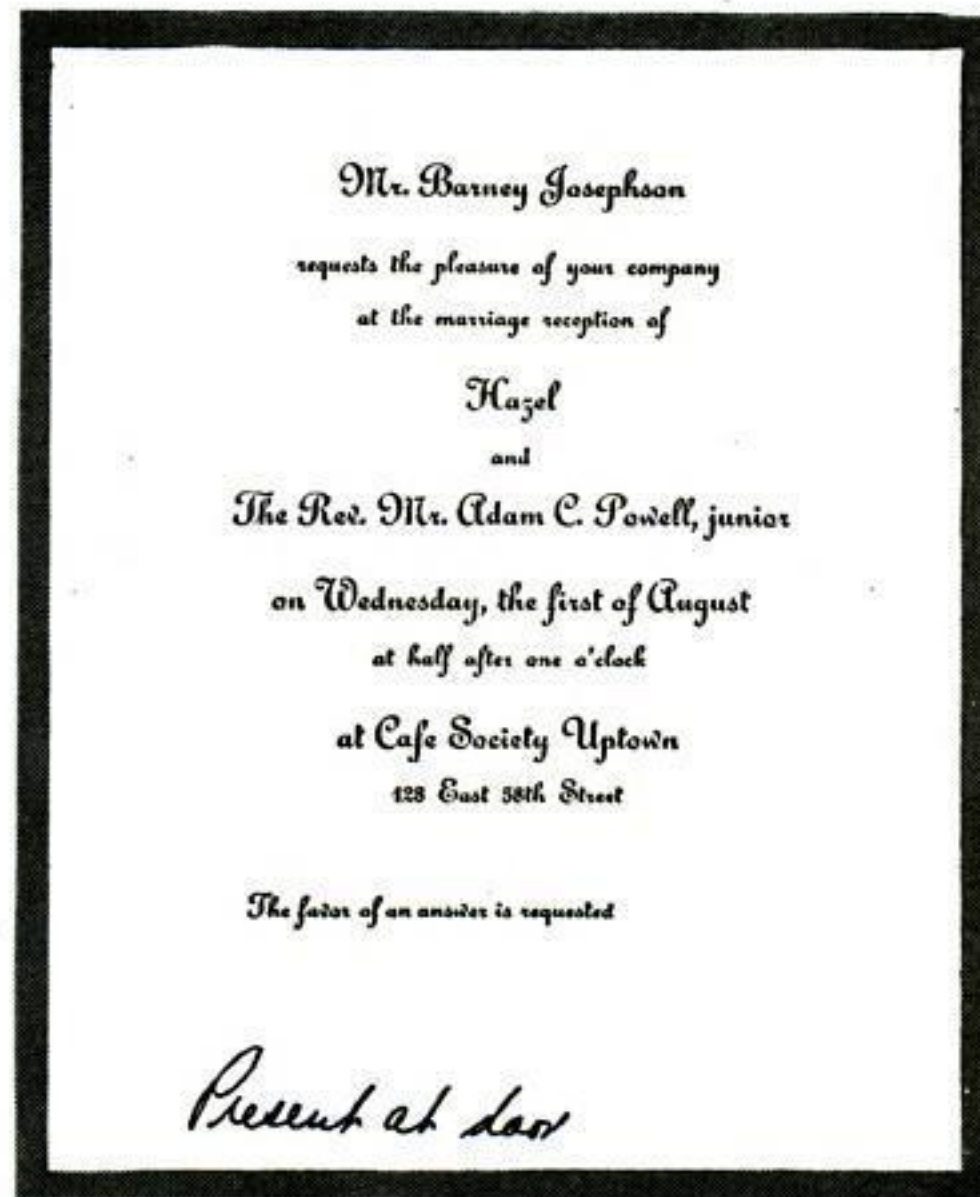 Mr. Barney Josephson
requests the pleasure of your company
at the marriage reception of
Hazel
and
The Rev. Mr. Adam C. Powell, junior
on Wednesday, the first of August
at half after one o'clock
at Cafe Society Uptown
128 East 58th Street
The favor of an answer is requested
Present at door